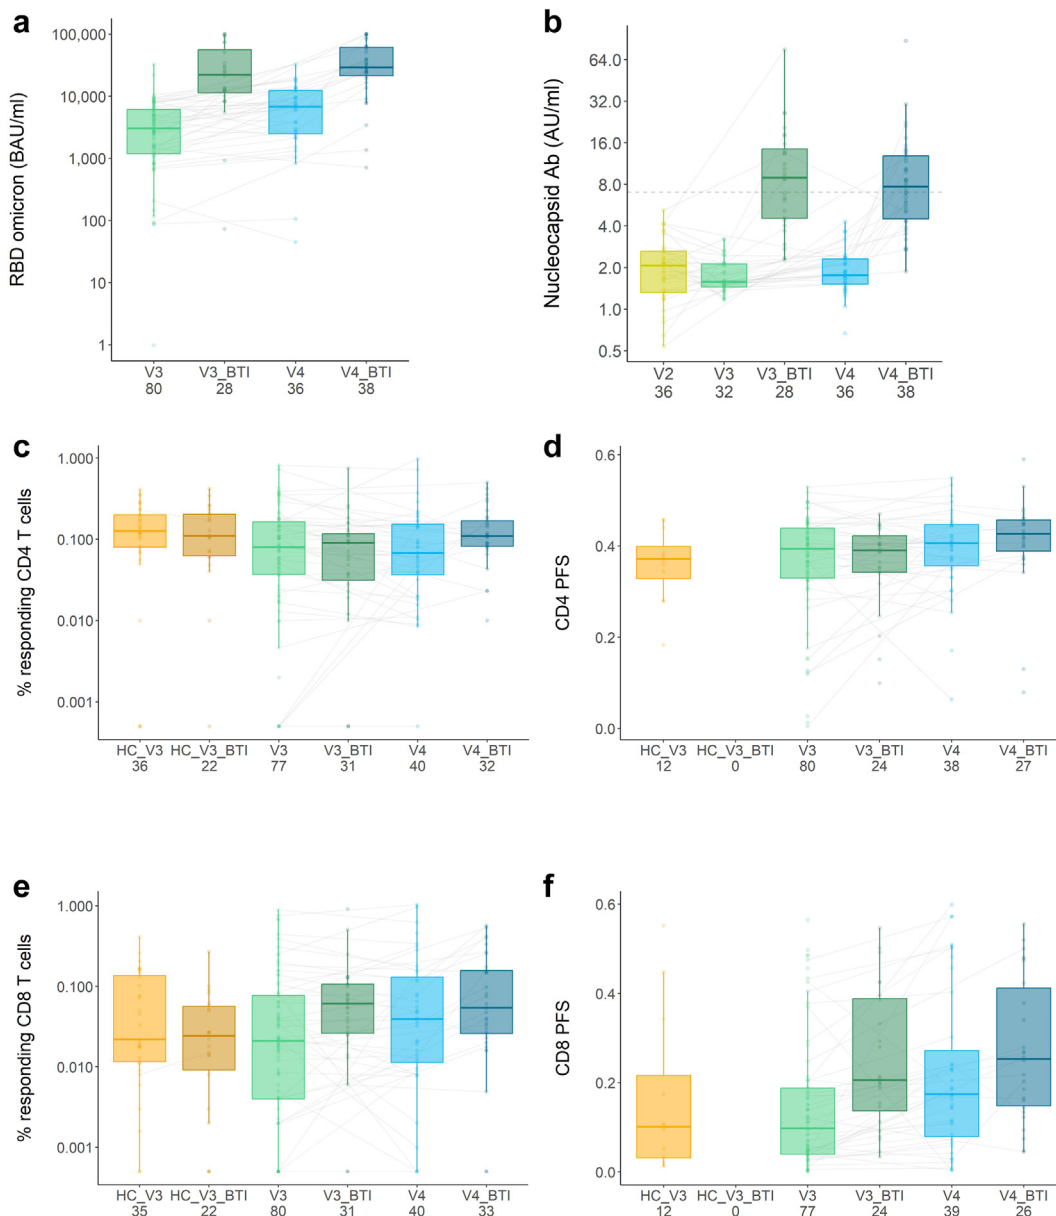 a
RBD omicron (BAU/ml)
100,000
10,000
1,000
100
10
1
V3 V3_BTI V4 V4_BTI
80 28 36 38
b
Nucleocapsid Ab (AU/ml)
64.0
32.0
16.0
8.0
4.0
2.0
1.0
0.5
V2 V3 V3_BTI V4 V4_BTI
36 32 28 36 38
c
% responding CD4 T cells
1.000
0.100
0.010
0.001
HC_V3 HC_V3_BTI V3 V3_BTI V4 V4_BTI
36 22 77 31 40 32
d
CD4 PFS
0.6
0.4
0.2
0.0
HC_V3 HC_V3_BTI V3 V3_BTI V4 V4_BTI
12 0 80 24 38 27
e
% responding CD8 T cells
1.000
0.100
0.010
0.001
HC_V3 HC_V3_BTI V3 V3_BTI V4 V4_BTI
35 22 80 31 40 33
f
CD8 PFS
0.6
0.4
0.2
0.0
HC_V3 HC_V3_BTI V3 V3_BTI V4 V4_BTI
12 0 77 24 39 26